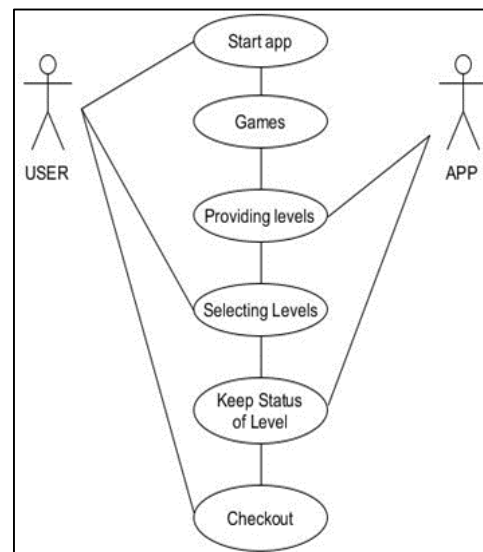 Start app
Games
USER
APP
Providing levels
Selecting Levels
Keep Status
of Level
Checkout